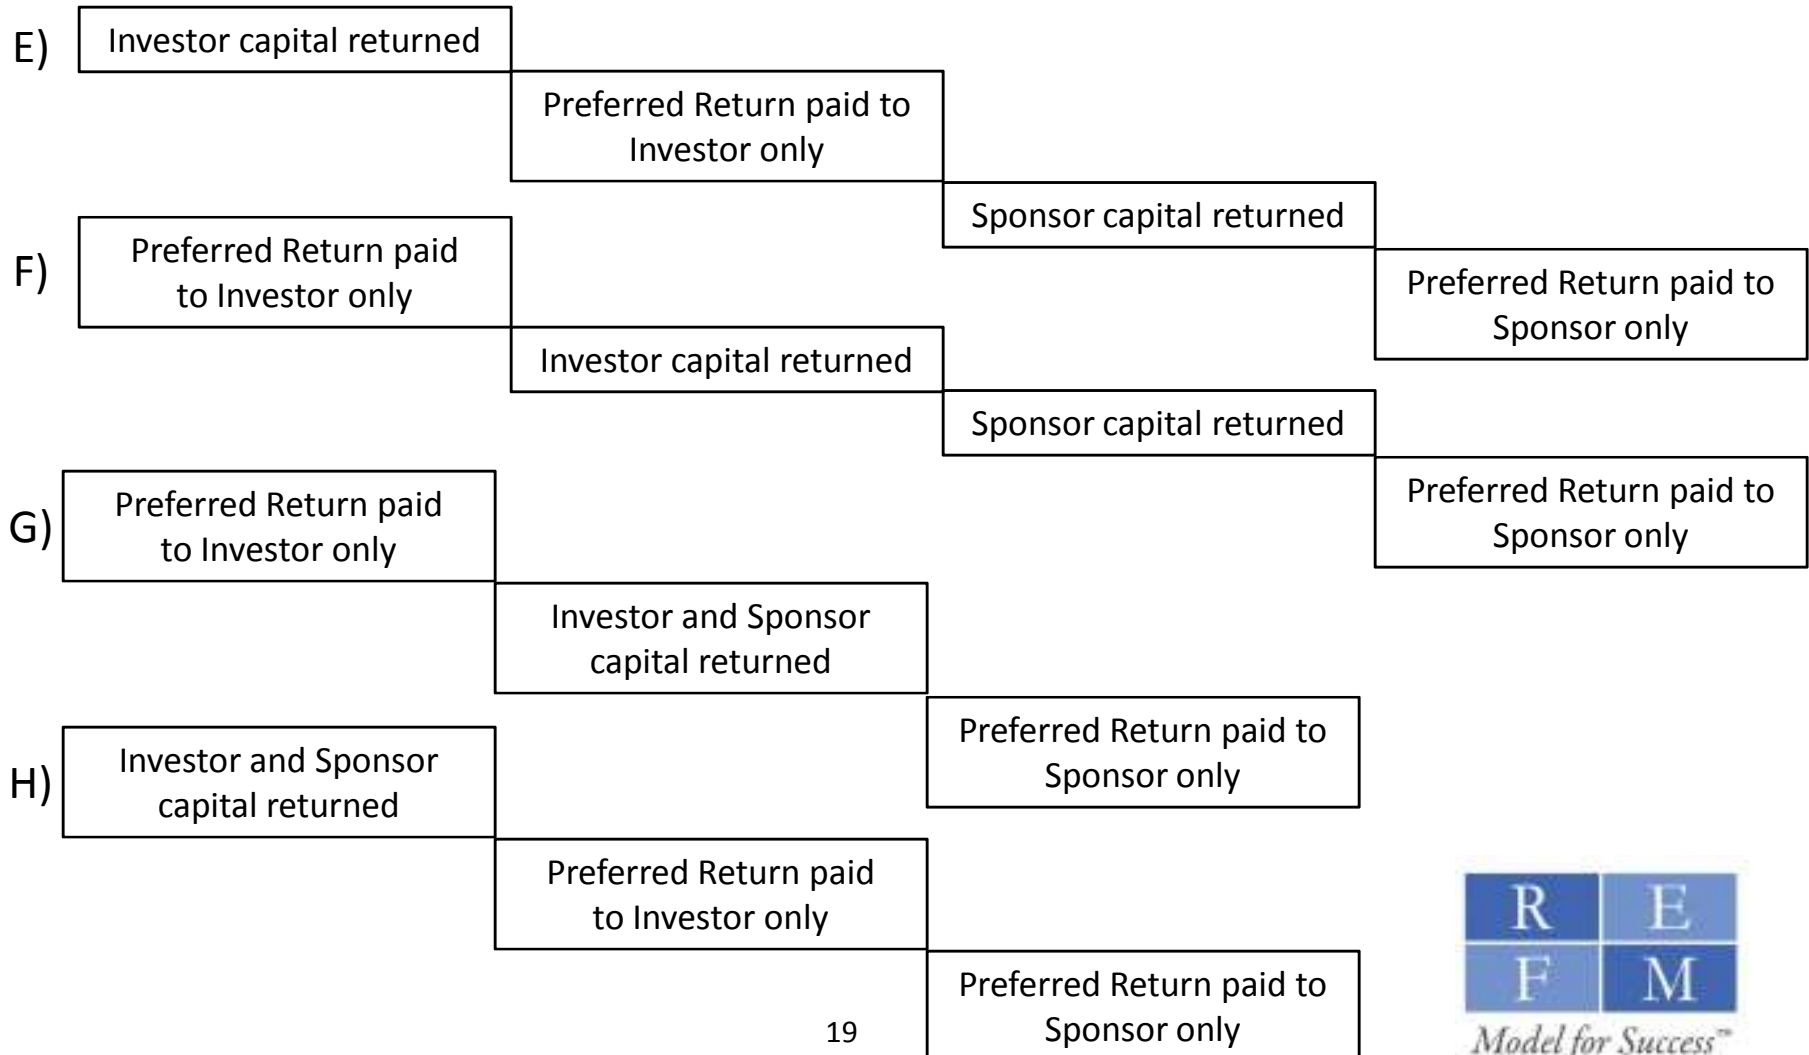 E)
Investor capital returned
Preferred Return paid to
Investor only
Sponsor capital returned
Preferred Return paid to
Sponsor only
F)
Preferred Return paid
to Investor only
Investor capital returned
Sponsor capital returned
Preferred Return paid to
Sponsor only
G)
Preferred Return paid
to Investor only
Investor and Sponsor
capital returned
Preferred Return paid to
Sponsor only
H)
Investor and Sponsor
capital returned
Preferred Return paid
to Investor only
Preferred Return paid to
Sponsor only
19
R E
F M
Model for Success™